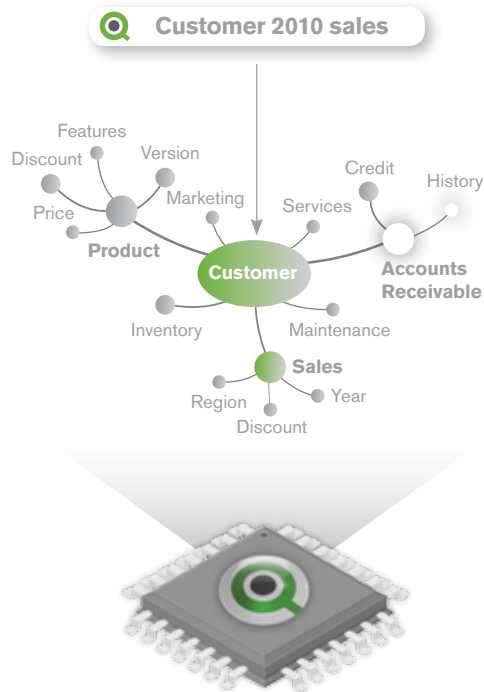 Customer 2010 sales
Features
Discount
Version
Credit
Marketing
History
Price
Services
Product
Customer
Accounts
Receivable
Inventory
Maintenance
Sales
Region
Year
Discount